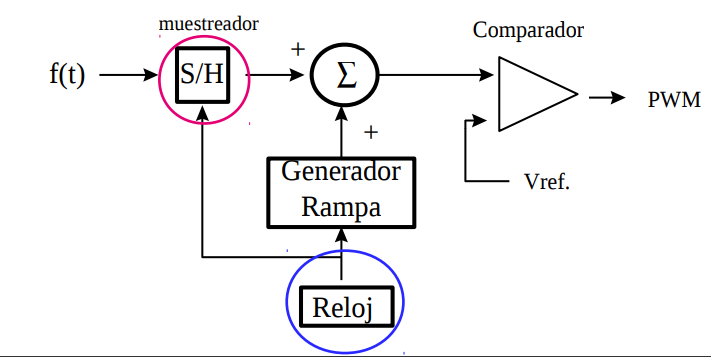 muestreador
Comparador
f(t)
S/H
+
Σ
PWM
+
Vref.
Generador
Rampa
Reloj